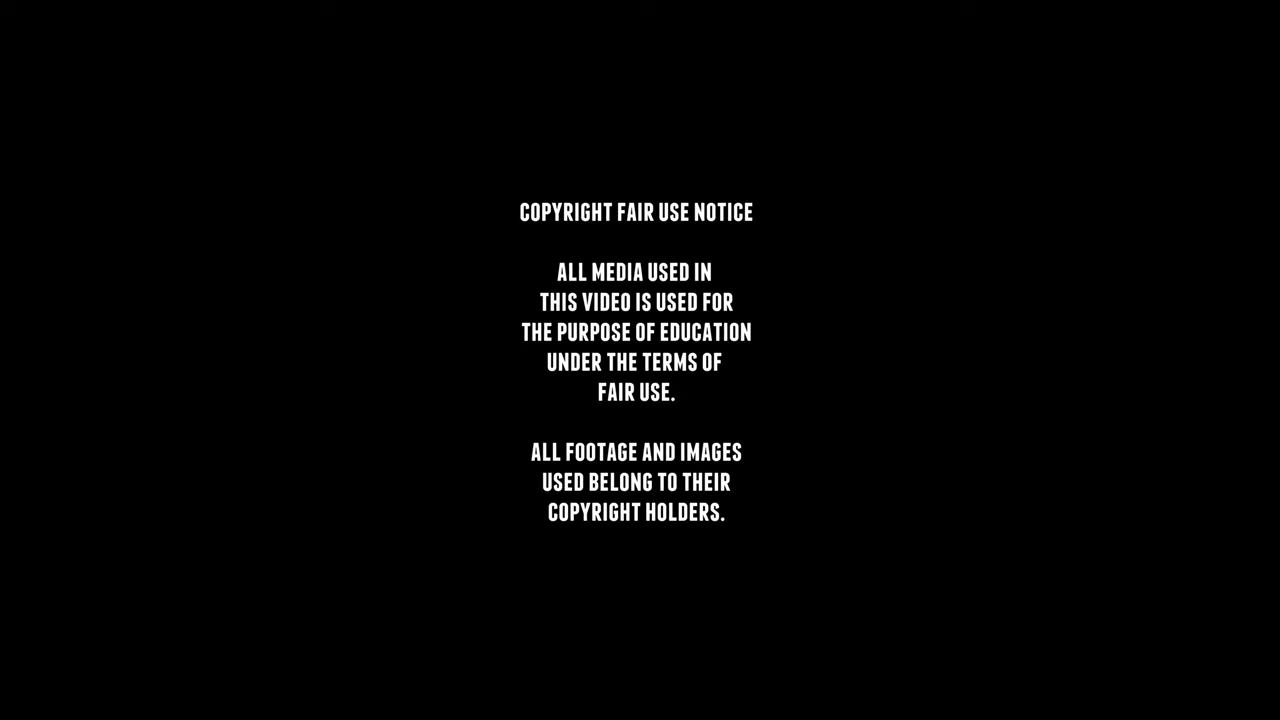 COPYRIGHT FAIR USE NOTICE
ALL MEDIA USED IN
THIS VIDEO IS USED FOR
THE PURPOSE OF EDUCATION
UNDER THE TERMS OF
FAIR USE.
ALL FOOTAGE AND IMAGES
USED BELONG TO THEIR
COPYRIGHT HOLDERS.